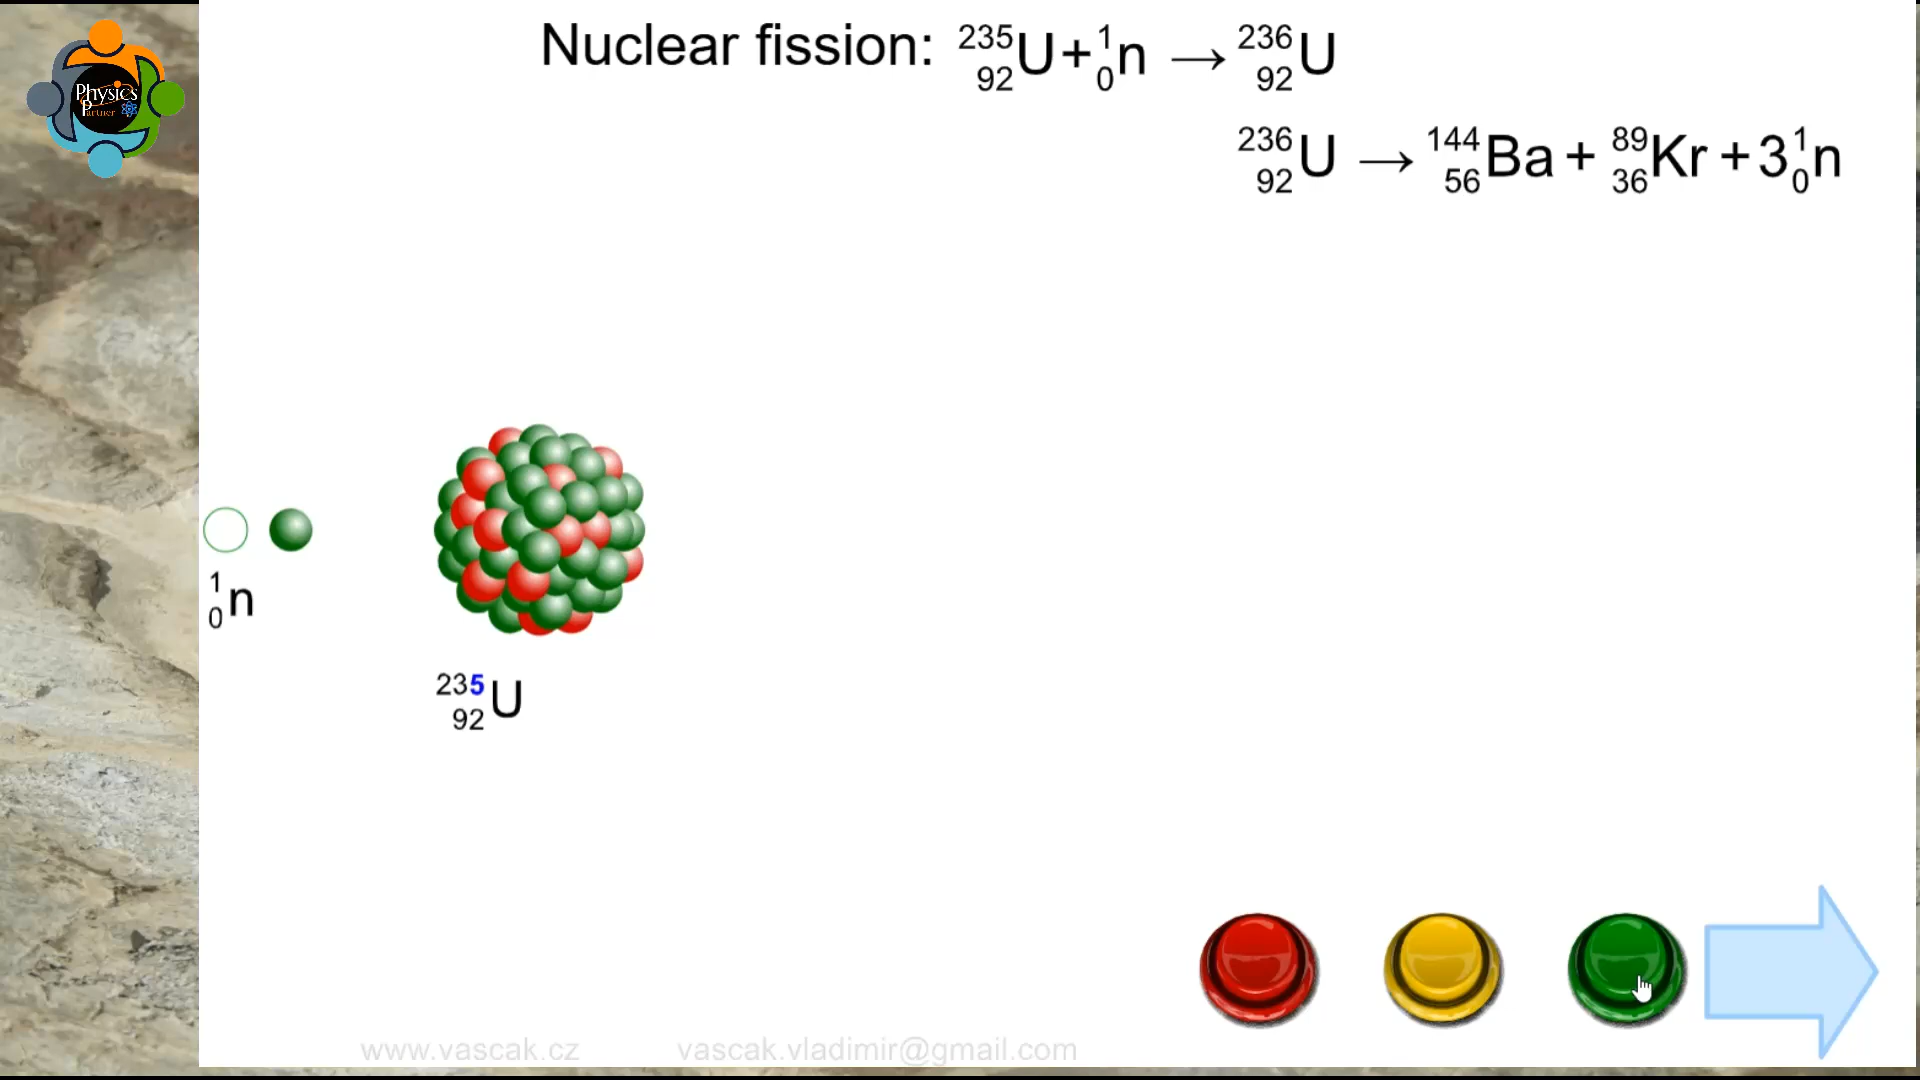 Physics
Partner
Nuclear fission: ²³⁵₉₂U + ¹₀n → ²³⁶₉₂U
²³⁶₉₂U → ¹⁴⁴₅₆Ba + ⁸⁹₃₆Kr + 3¹₀n
¹₀n
²³⁵₉₂U
www.vascak.cz vascak.vladimir@gmail.com